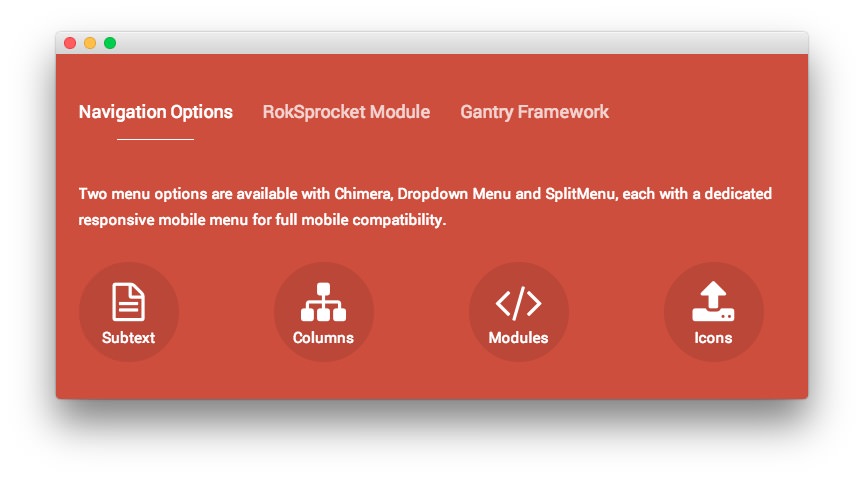 Navigation Options RokSprocket Module Gantry Framework
Two menu options are available with Chimera, Dropdown Menu and SplitMenu, each with a dedicated
responsive mobile menu for full mobile compatibility.
Subtext Columns Modules Icons